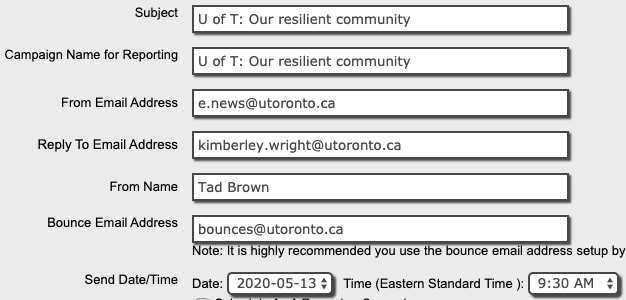 Subject U of T: Our resilient community
Campaign Name for Reporting U of T: Our resilient community
From Email Address e.news@utoronto.ca
Reply To Email Address kimberley.wright@utoronto.ca
From Name Tad Brown
Bounce Email Address bounces@utoronto.ca
Note: It is highly recommended you use the bounce email address setup by
Send Date/Time Date: 2020-05-13 Time (Eastern Standard Time ): 9:30 AM